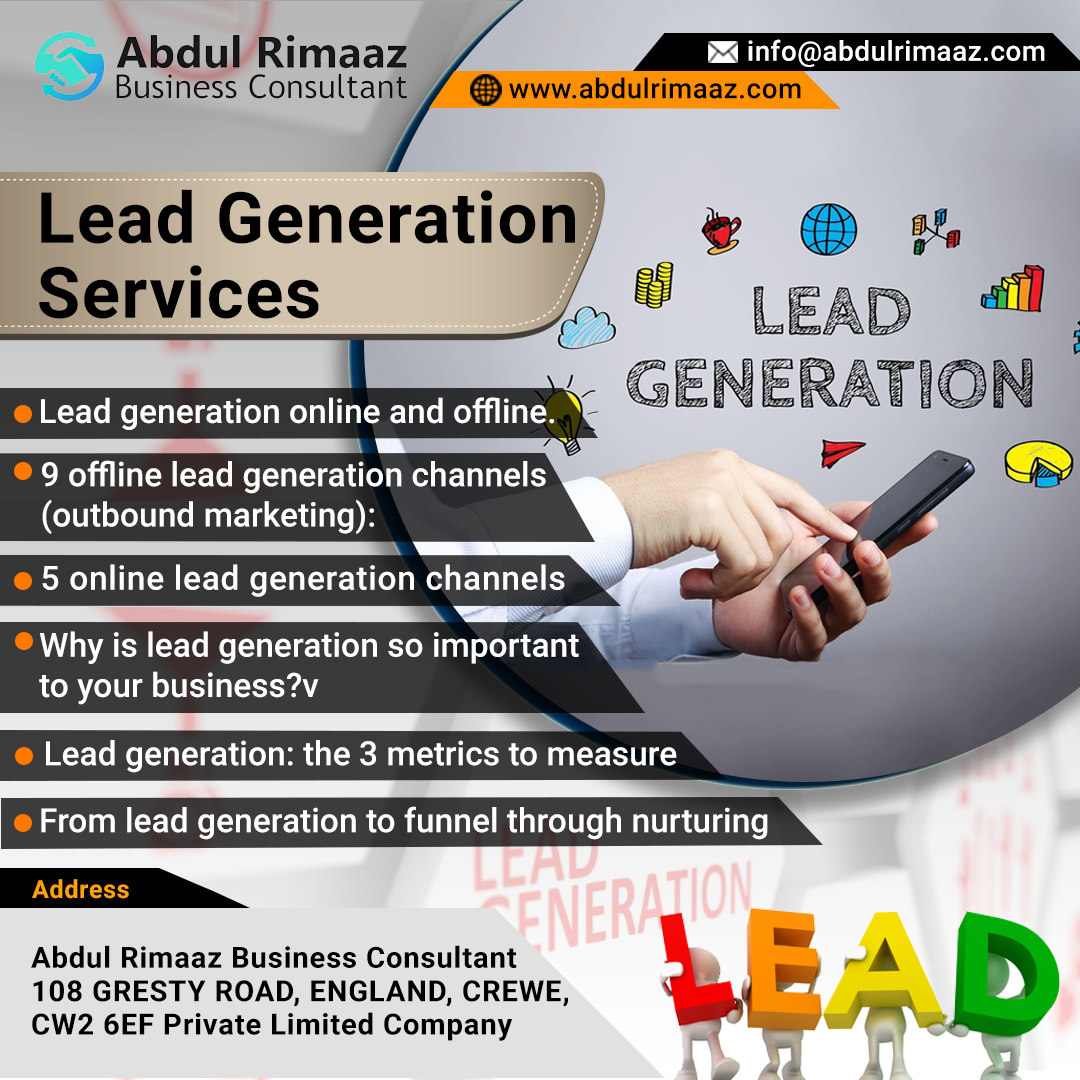 Abdul Rimaaz
Business Consultant
info@abdulrimaaz.com
www.abdulrimaaz.com
Lead Generation
Services
LEAD
GENERATION
Lead generation online and offline.
9 offline lead generation channels
(outbound marketing):
5 online lead generation channels
Why is lead generation so important
to your business?v
Lead generation: the 3 metrics to measure
From lead generation to funnel through nurturing
LEAD
GENERATION
Address
Abdul Rimaaz Business Consultant
108 GRESTY ROAD, ENGLAND, CREWE,
CW2 6EF Private Limited Company
LEAD